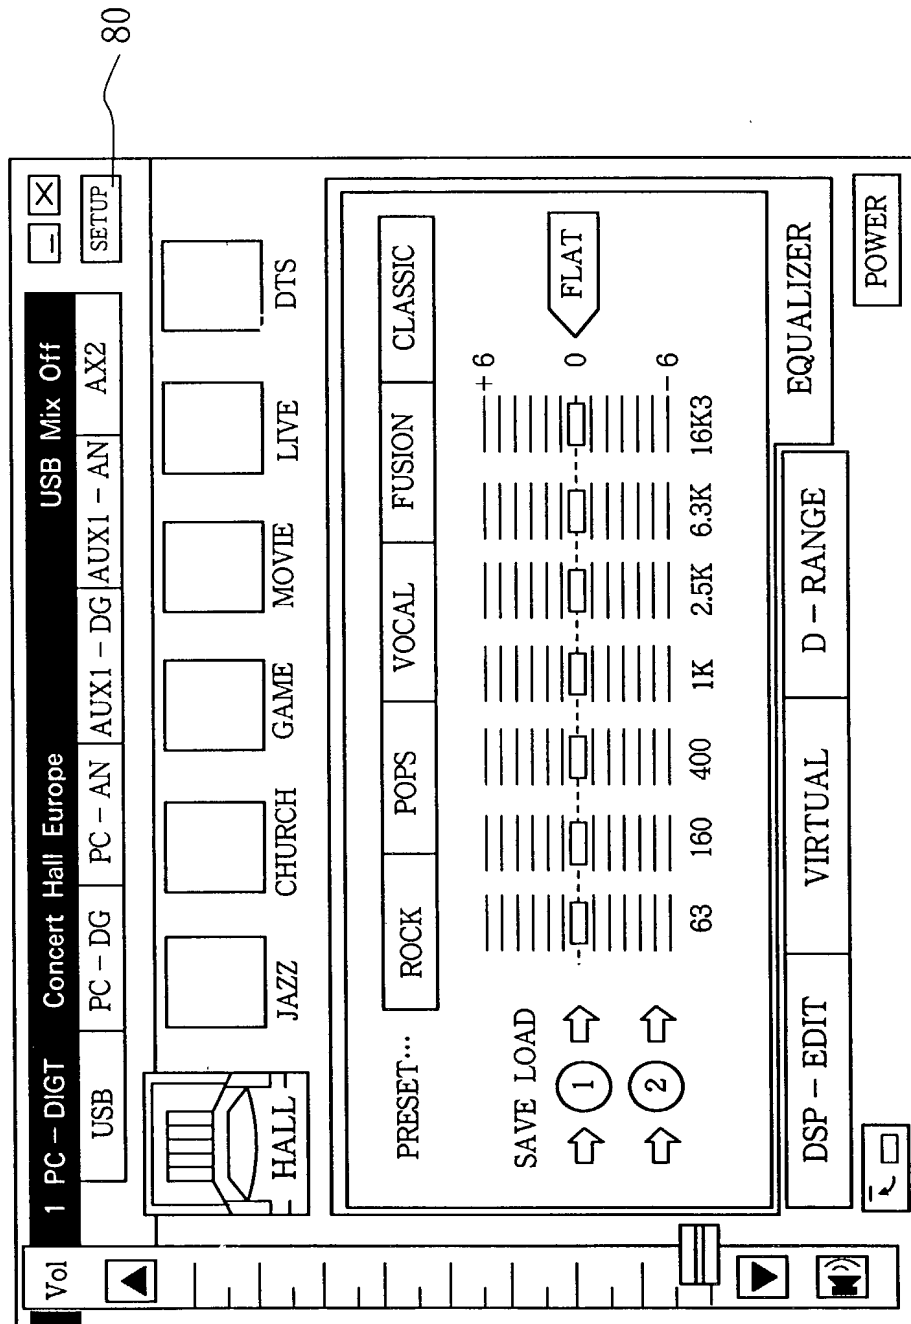 80
Vol
1 PC – DIGT Concert Hall Europe USB Mix Off
USB PC – DG PC – AN AUX1 – DG AUX1 – AN AX2 SETUP
HALL JAZZ CHURCH GAME MOVIE LIVE DTS
PRESET... ROCK POPS VOCAL FUSION CLASSIC
SAVE LOAD
1
2
+6
0
–6
FLAT
63 160 400 1K 2.5K 6.3K 16K3
DSP – EDIT VIRTUAL D – RANGE EQUALIZER
POWER